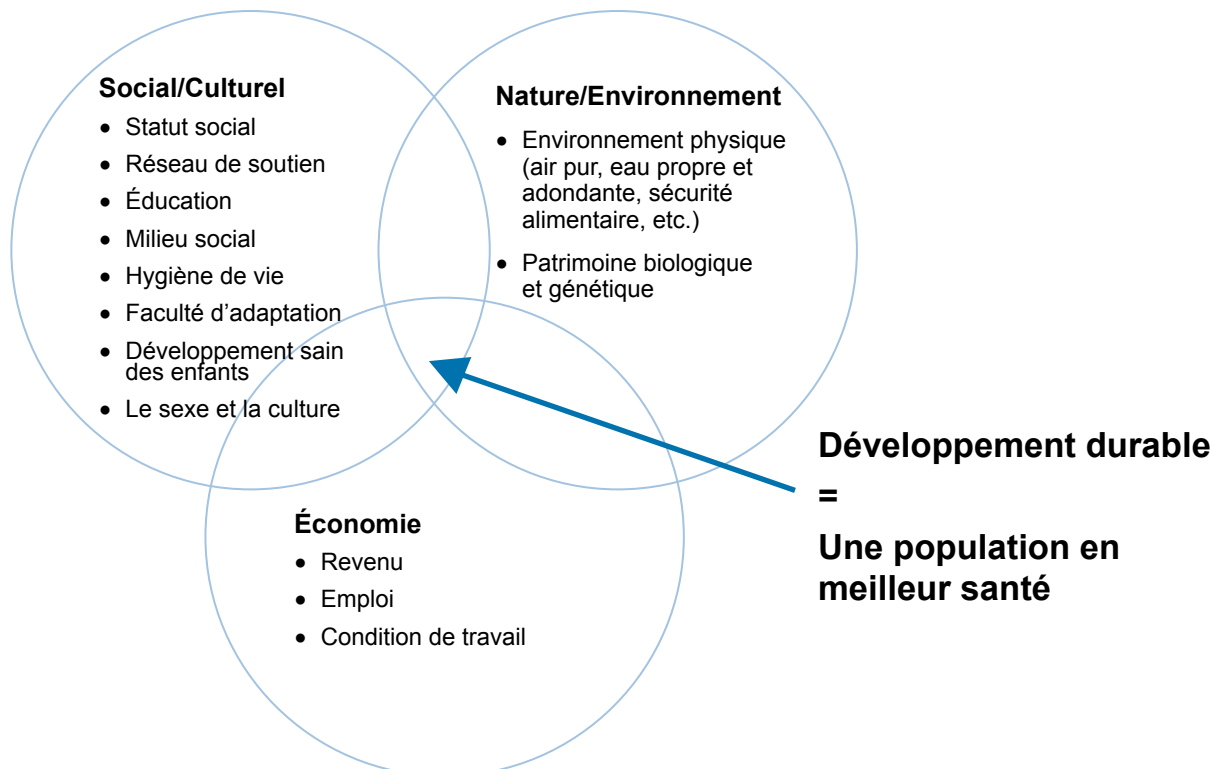 Social/Culturel
• Statut social
• Réseau de soutien
• Éducation
• Milieu social
• Hygiène de vie
• Faculté d’adaptation
• Développement sain
des enfants
• Le sexe et la culture
Nature/Environnement
• Environnement physique
(air pur, eau propre et
adondante, sécurité
alimentaire, etc.)
• Patrimoine biologique
et génétique
Économie
• Revenu
• Emploi
• Condition de travail
Développement durable
=
Une population en
meilleur santé